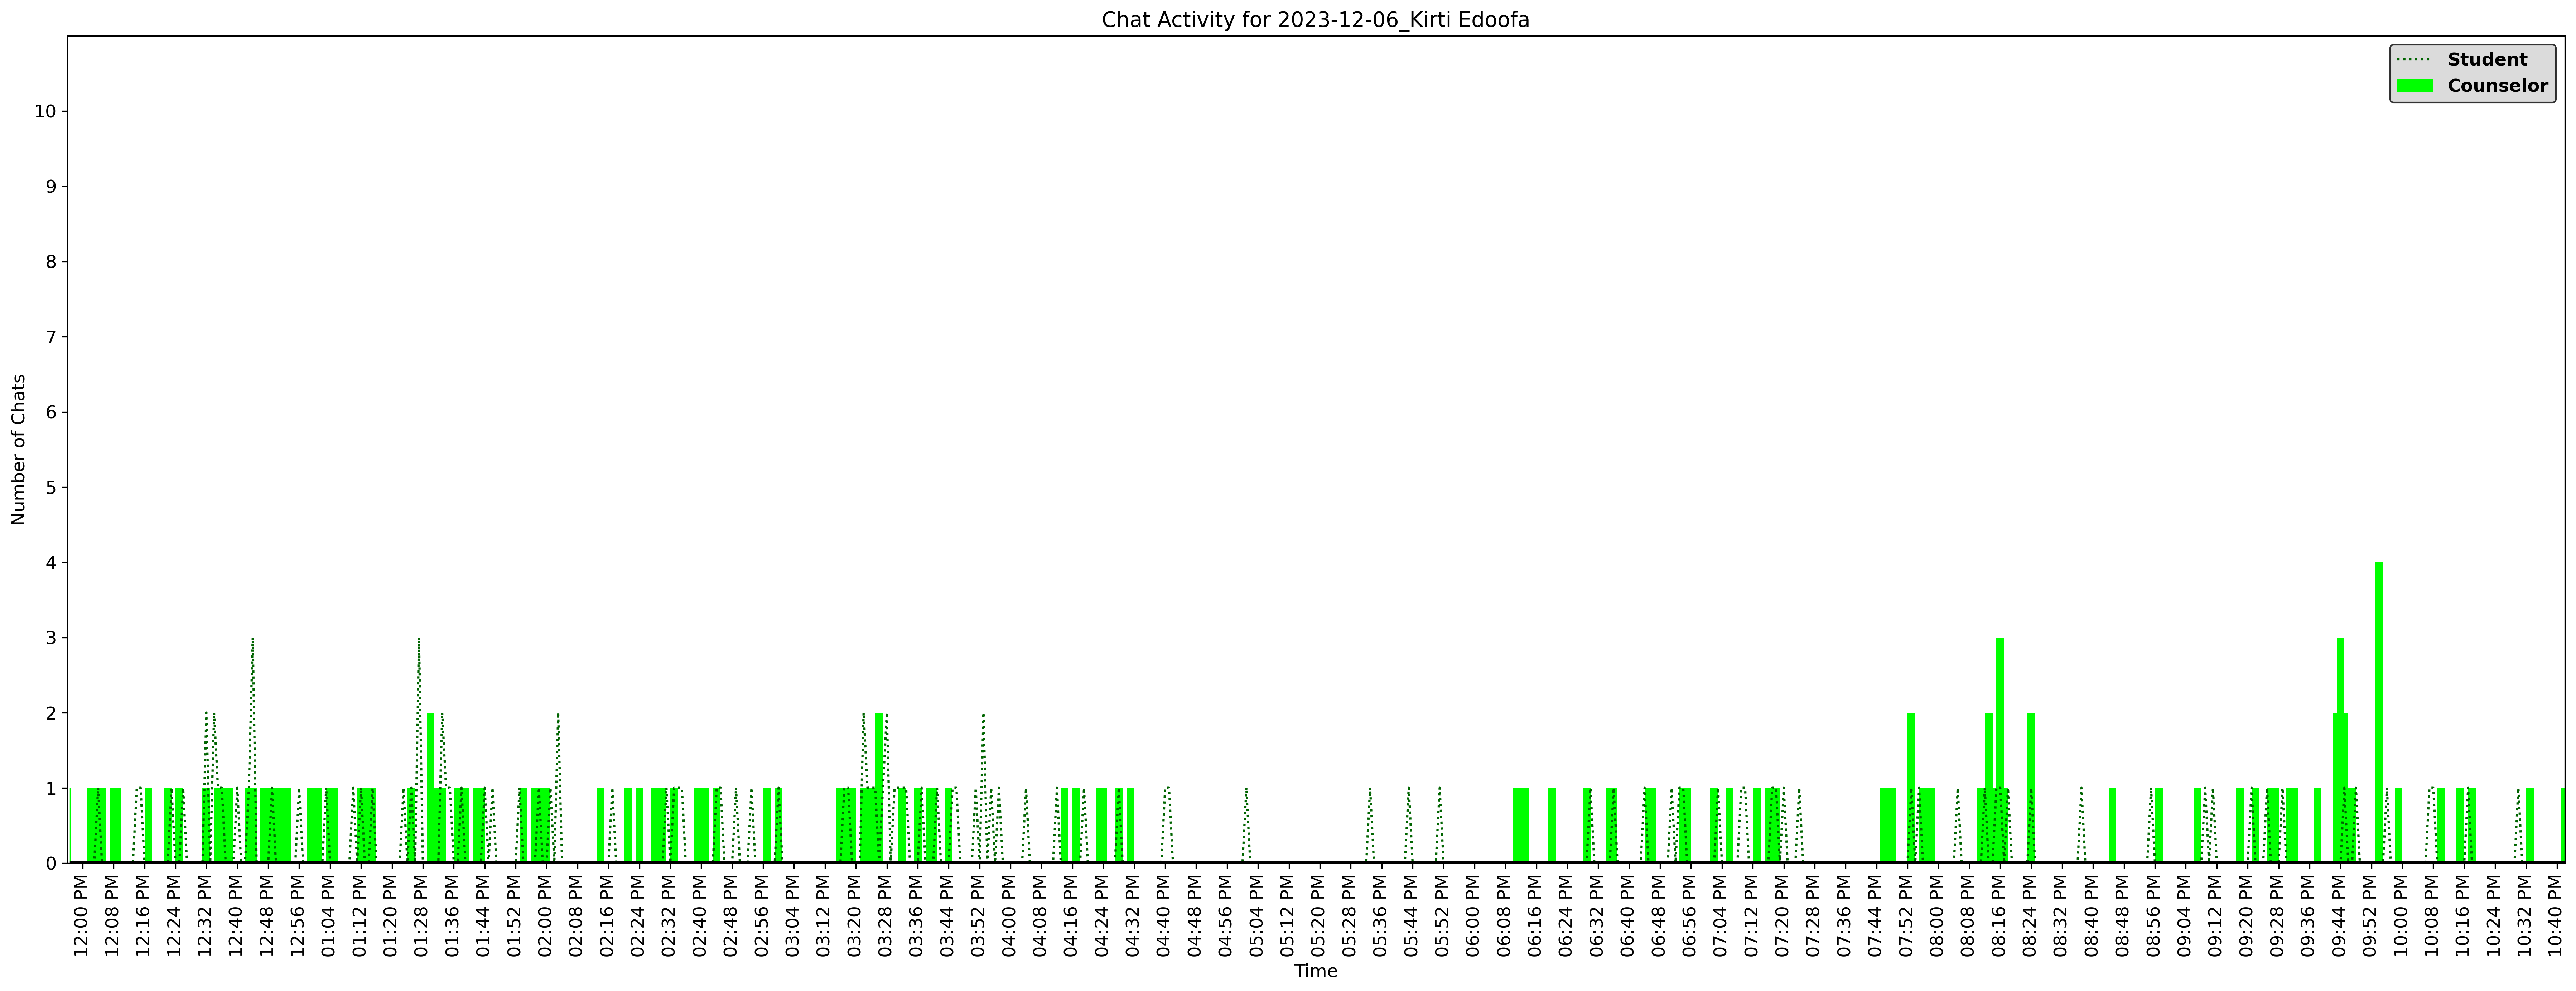 Chat Activity for 2023-12-06_Kirti Edoofa
Student
Counselor
Number of Chats
10
9
8
7
6
5
4
3
2
1
0
12:00 PM
12:08 PM
12:16 PM
12:24 PM
12:32 PM
12:40 PM
12:48 PM
12:56 PM
01:04 PM
01:12 PM
01:20 PM
01:28 PM
01:36 PM
01:44 PM
01:52 PM
02:00 PM
02:08 PM
02:16 PM
02:24 PM
02:32 PM
02:40 PM
02:48 PM
02:56 PM
03:04 PM
03:12 PM
03:20 PM
03:28 PM
03:36 PM
03:44 PM
03:52 PM
04:00 PM
04:08 PM
04:16 PM
04:24 PM
04:32 PM
04:40 PM
04:48 PM
04:56 PM
05:04 PM
05:12 PM
05:20 PM
05:28 PM
05:36 PM
05:44 PM
05:52 PM
06:00 PM
06:08 PM
06:16 PM
06:24 PM
06:32 PM
06:40 PM
06:48 PM
06:56 PM
07:04 PM
07:12 PM
07:20 PM
07:28 PM
07:36 PM
07:44 PM
07:52 PM
08:00 PM
08:08 PM
08:16 PM
08:24 PM
08:32 PM
08:40 PM
08:48 PM
08:56 PM
09:04 PM
09:12 PM
09:20 PM
09:28 PM
09:36 PM
09:44 PM
09:52 PM
10:00 PM
10:08 PM
10:16 PM
10:24 PM
10:32 PM
10:40 PM
Time